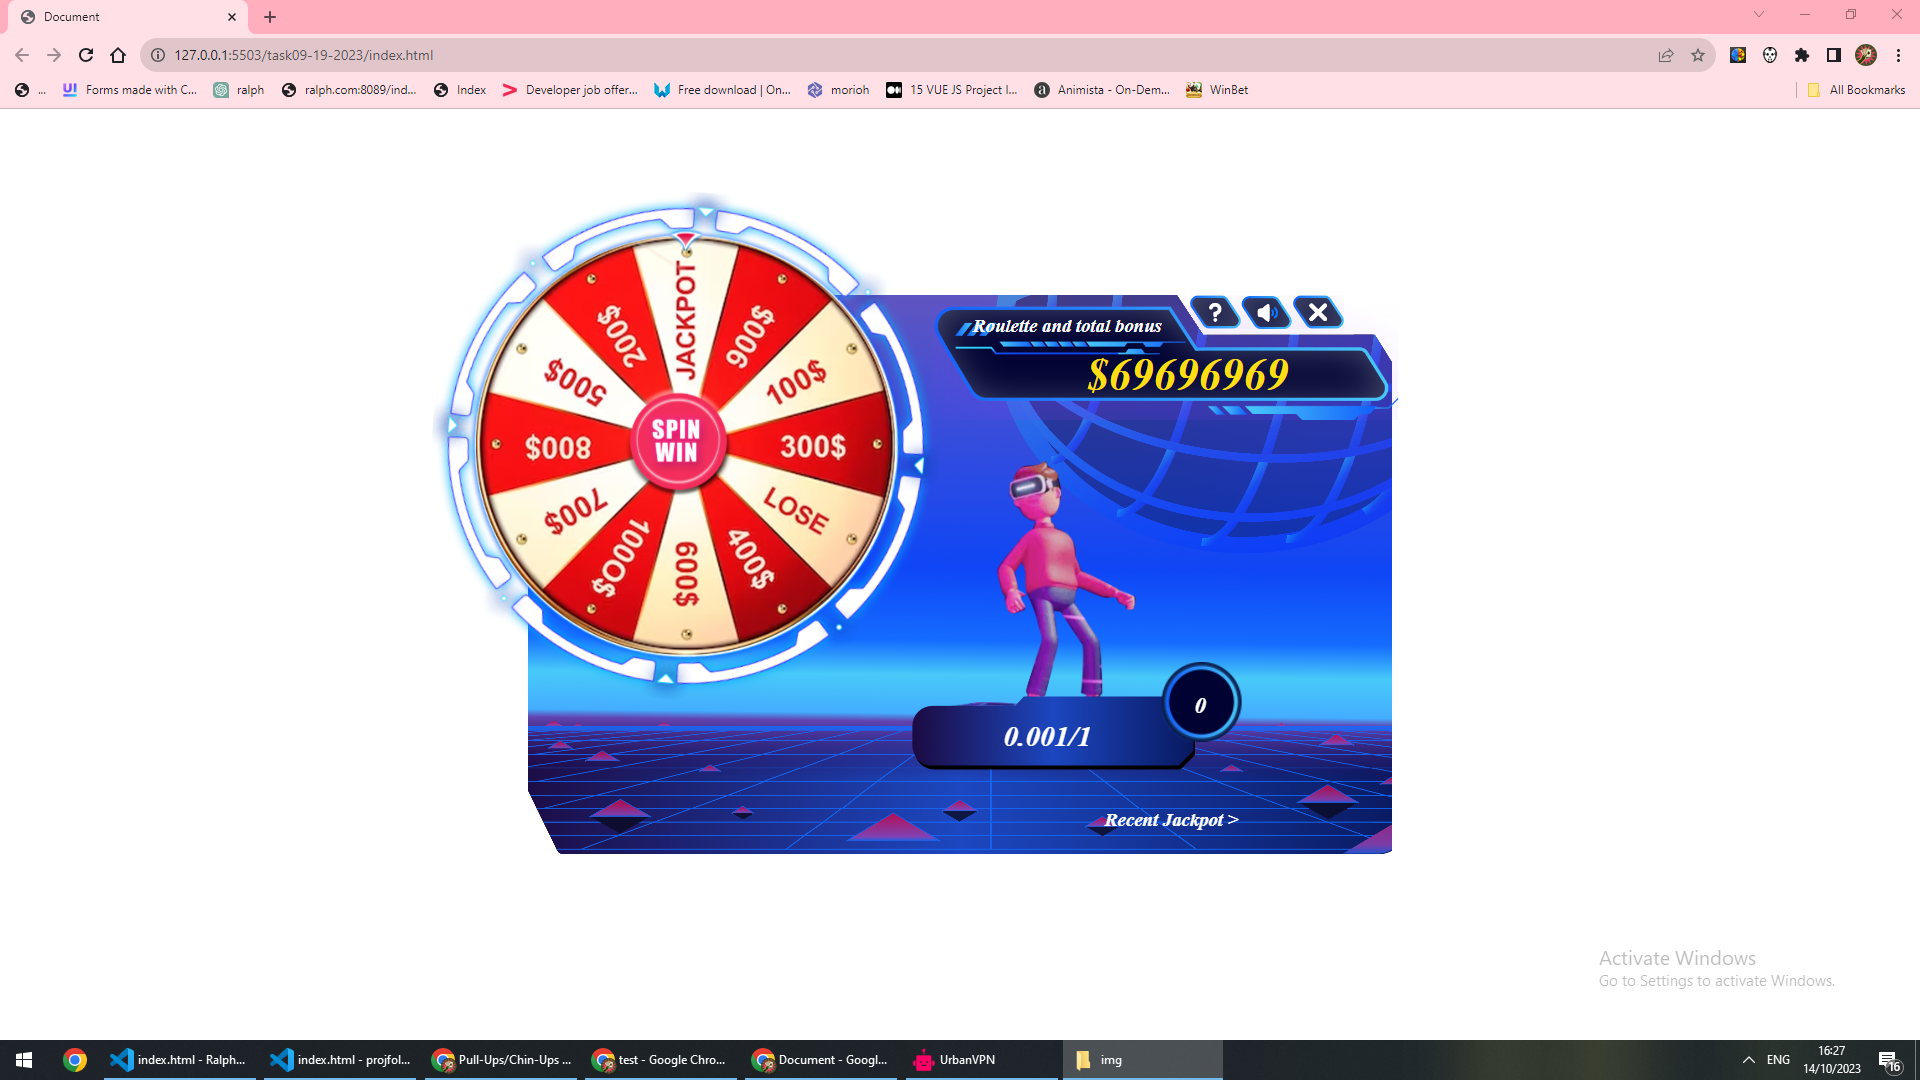 Document
127.0.0.1:5503/task09-19-2023/index.html
...
UI Forms made with C...
ralph
ralph.com:8089/ind...
Index
Developer job offer...
Free download | On...
morioh
15 VUE JS Project I...
a Animista - On-Dem...
WinBet
All Bookmarks
JACKPOT
900$
100$
300$
LOSE
400$
600$
1000$
700$
800$
500$
200$
SPIN
WIN
?
Roulette and total bonus
$69696969
0
0.001/1
Recent Jackpot >
Activate Windows
Go to Settings to activate Windows.
index.html - Ralph...
index.html - projfol...
Pull-Ups/Chin-Ups ...
test - Google Chro...
Document - Googl...
UrbanVPN
img
ENG
16:27
14/10/2023
16